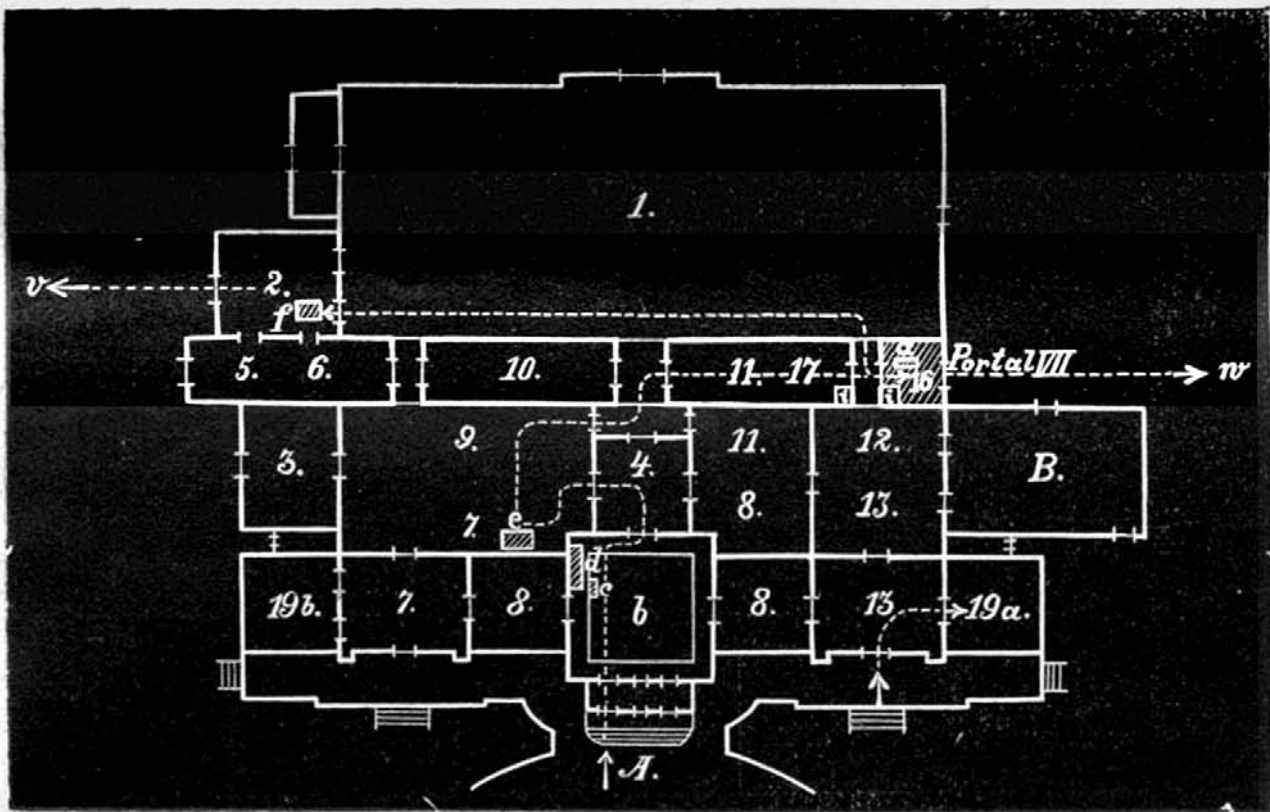 1.
v 2.
f
a
5. 6. 10. 11. 17 16 Portal VII w
i i
9. 11. 12.
3. 4. B.
8. 13.
7. e
d
c
19b. 7. 8. b 8. 13 19a.
A.